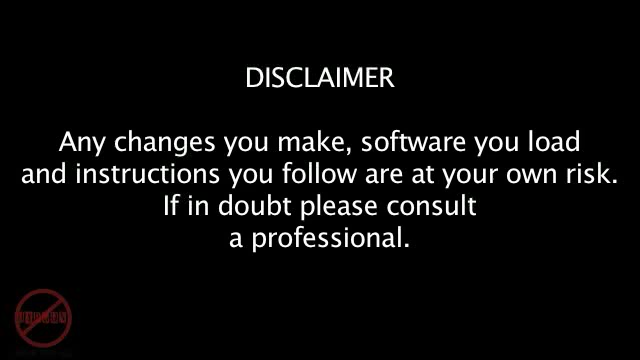 DISCLAIMER
Any changes you make, software you load
and instructions you follow are at your own risk.
If in doubt please consult
a professional.